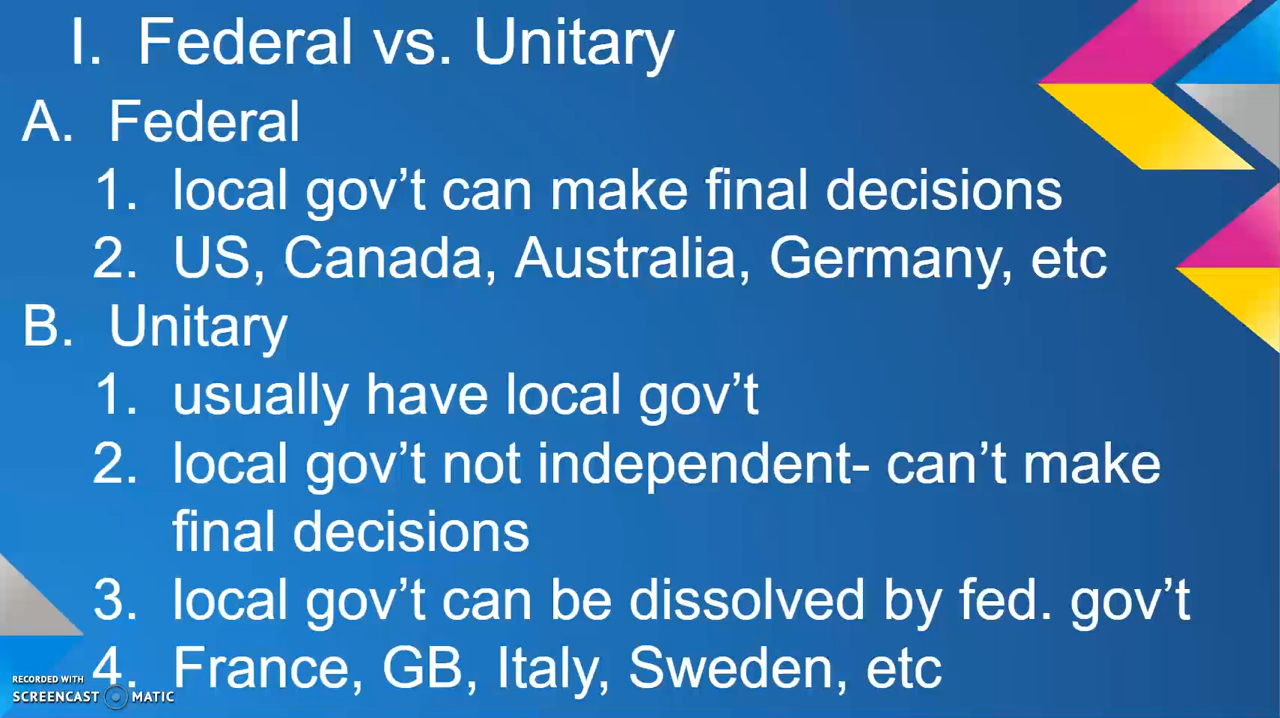 I. Federal vs. Unitary
A. Federal
1. local gov’t can make final decisions
2. US, Canada, Australia, Germany, etc
B. Unitary
1. usually have local gov’t
2. local gov’t not independent- can’t make
final decisions
3. local gov’t can be dissolved by fed. gov’t
4. France, GB, Italy, Sweden, etc
RECORDED WITH
SCREENCAST MATIC